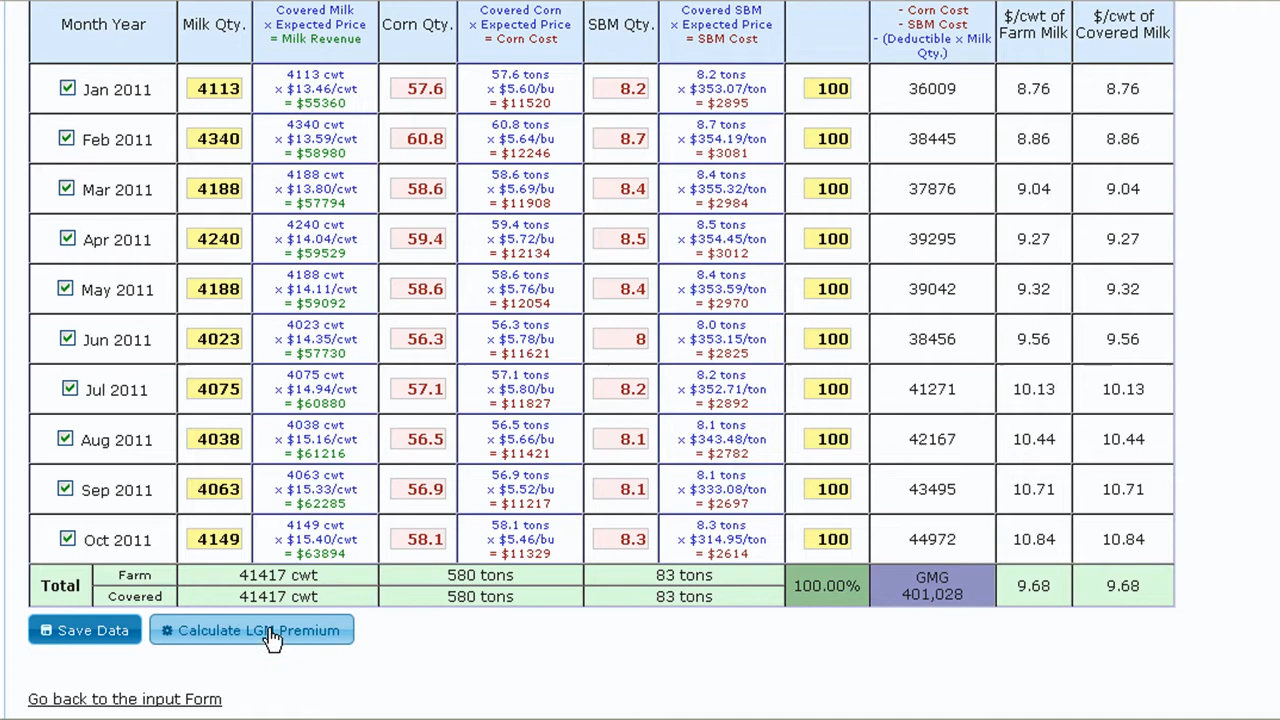 Month Year Milk Qty. Covered Milk x Expected Price = Milk Revenue Corn Qty. Covered Corn x Expected Price = Corn Cost SBM Qty. Covered SBM x Expected Price = SBM Cost - Corn Cost - SBM Cost - (Deductible x Milk Qty.) $/cwt of Farm Milk $/cwt of Covered Milk
Jan 2011 4113 4113 cwt x $13.46/cwt = $55360 57.6 57.6 tons x $5.60/bu = $11520 8.2 8.2 tons x $353.07/ton = $2895 100 36009 8.76 8.76
Feb 2011 4340 4340 cwt x $13.59/cwt = $58980 60.8 60.8 tons x $5.64/bu = $12246 8.7 8.7 tons x $354.19/ton = $3081 100 38445 8.86 8.86
Mar 2011 4188 4188 cwt x $13.80/cwt = $57794 58.6 58.6 tons x $5.69/bu = $11908 8.4 8.4 tons x $355.32/ton = $2984 100 37876 9.04 9.04
Apr 2011 4240 4240 cwt x $14.04/cwt = $59529 59.4 59.4 tons x $5.72/bu = $12134 8.5 8.5 tons x $354.45/ton = $3012 100 39295 9.27 9.27
May 2011 4188 4188 cwt x $14.11/cwt = $59092 58.6 58.6 tons x $5.76/bu = $12054 8.4 8.4 tons x $353.59/ton = $2970 100 39042 9.32 9.32
Jun 2011 4023 4023 cwt x $14.35/cwt = $57730 56.3 56.3 tons x $5.78/bu = $11621 8 8.0 tons x $353.15/ton = $2825 100 38456 9.56 9.56
Jul 2011 4075 4075 cwt x $14.94/cwt = $60880 57.1 57.1 tons x $5.80/bu = $11827 8.2 8.2 tons x $352.71/ton = $2892 100 41271 10.13 10.13
Aug 2011 4038 4038 cwt x $15.16/cwt = $61216 56.5 56.5 tons x $5.66/bu = $11421 8.1 8.1 tons x $343.48/ton = $2782 100 42167 10.44 10.44
Sep 2011 4063 4063 cwt x $15.33/cwt = $62285 56.9 56.9 tons x $5.52/bu = $11217 8.1 8.1 tons x $333.08/ton = $2697 100 43495 10.71 10.71
Oct 2011 4149 4149 cwt x $15.40/cwt = $63894 58.1 58.1 tons x $5.46/bu = $11329 8.3 8.3 tons x $314.95/ton = $2614 100 44972 10.84 10.84
Total Farm 41417 cwt 580 tons 83 tons 100.00% GMG 401,028 9.68 9.68
Covered 41417 cwt 580 tons 83 tons
Save Data Calculate LGM Premium
Go back to the input Form